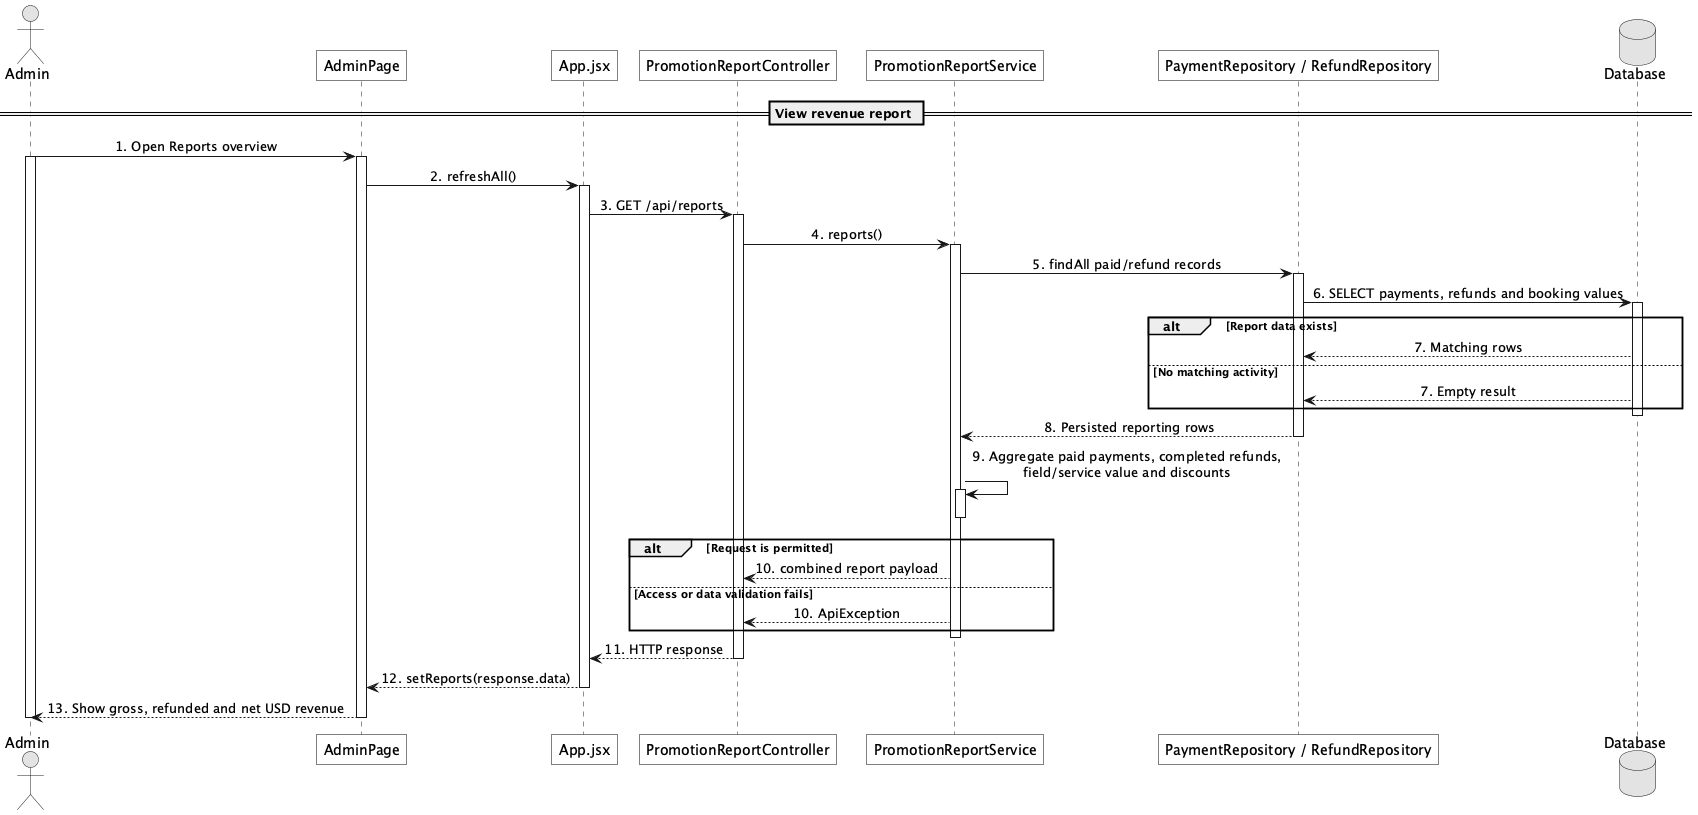 Admin
AdminPage
App.jsx
PromotionReportController
PromotionReportService
PaymentRepository / RefundRepository
Database
View revenue report
1. Open Reports overview
2. refreshAll()
3. GET /api/reports
4. reports()
5. findAll paid/refund records
6. SELECT payments, refunds and booking values
alt
[Report data exists]
7. Matching rows
[No matching activity]
7. Empty result
8. Persisted reporting rows
9. Aggregate paid payments, completed refunds,
field/service value and discounts
alt
[Request is permitted]
10. combined report payload
[Access or data validation fails]
10. ApiException
11. HTTP response
12. setReports(response.data)
13. Show gross, refunded and net USD revenue
Admin
AdminPage
App.jsx
PromotionReportController
PromotionReportService
PaymentRepository / RefundRepository
Database